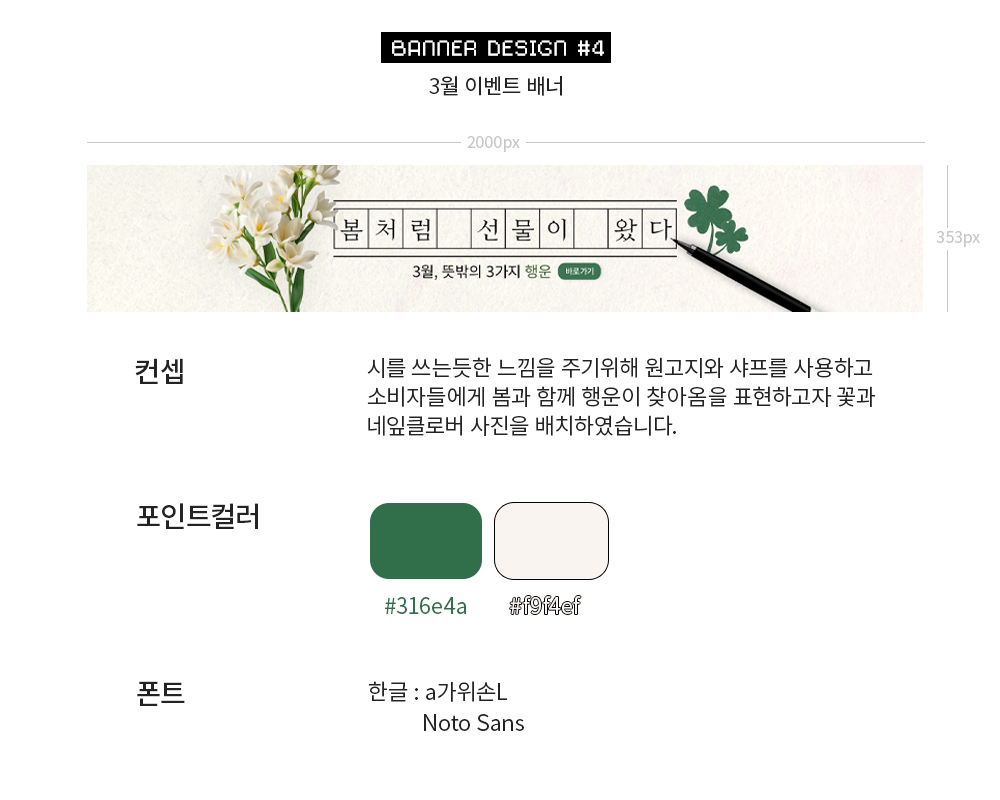 BANNER DESIGN #4
3월 이벤트 배너
2000px
봄처럼 선물이 왔다
353px
3월, 뜻밖의 3가지 행운 바로가기
컨셉
시를 쓰는듯한 느낌을 주기위해 원고지와 샤프를 사용하고
소비자들에게 봄과 함께 행운이 찾아옴을 표현하고자 꽃과
네잎클로버 사진을 배치하였습니다.
포인트컬러
#316e4a #f9f4ef
폰트
한글 : a가위손L
Noto Sans